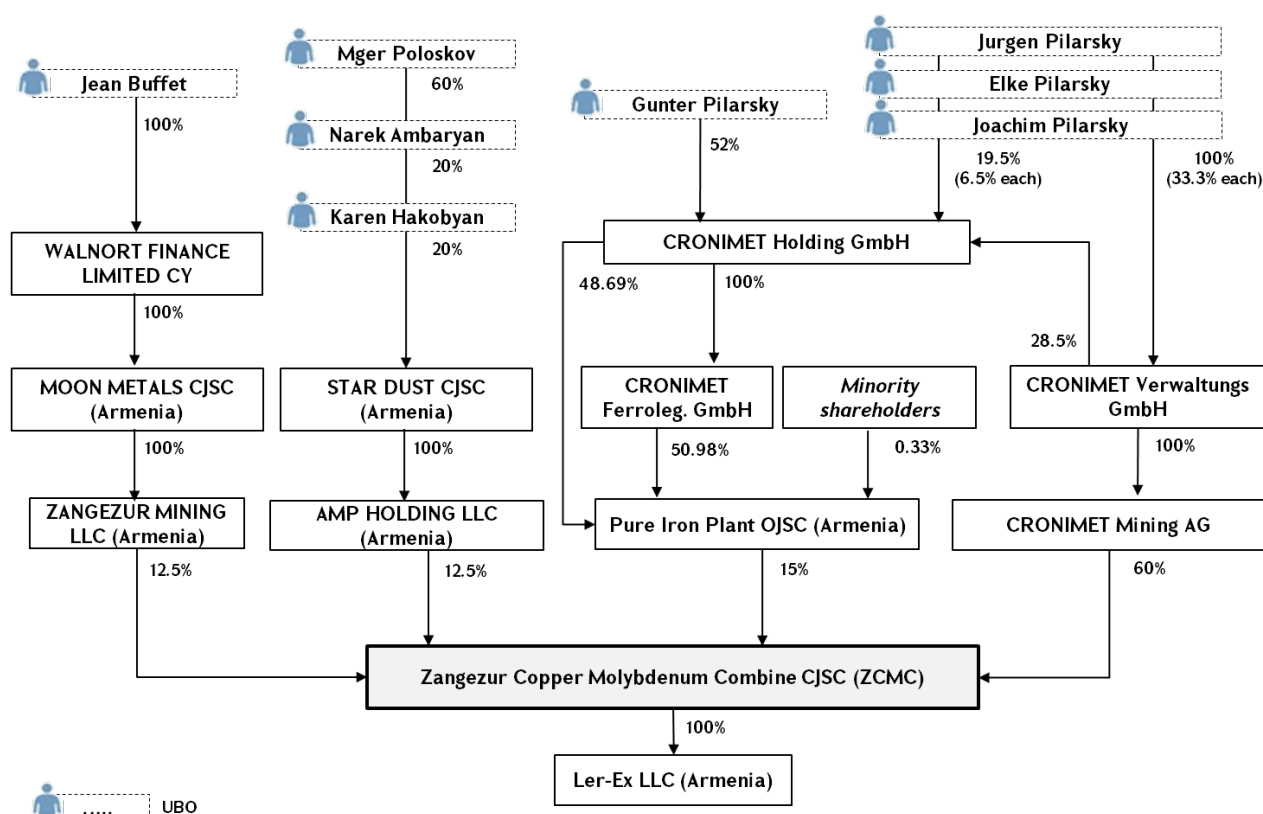 Jean Buffet
100%
WALNORT FINANCE
LIMITED CY
100%
MOON METALS CJSC
(Armenia)
100%
ZANGEZUR MINING
LLC (Armenia)
12.5%
Mger Poloskov
60%
Narek Ambaryan
20%
Karen Hakobyan
20%
STAR DUST CJSC
(Armenia)
100%
AMP HOLDING LLC
(Armenia)
12.5%
Gunter Pilarsky
52%
Jurgen Pilarsky
Elke Pilarsky
Joachim Pilarsky
19.5%
(6.5% each)
100%
(33.3% each)
CRONIMET Holding GmbH
48.69%
100%
28.5%
CRONIMET
Ferroleg. GmbH
50.98%
Minority
shareholders
0.33%
CRONIMET Verwaltungs
GmbH
100%
Pure Iron Plant OJSC (Armenia)
15%
CRONIMET Mining AG
60%
Zangezur Copper Molybdenum Combine CJSC (ZCMC)
100%
Ler-Ex LLC (Armenia)
..... UBO